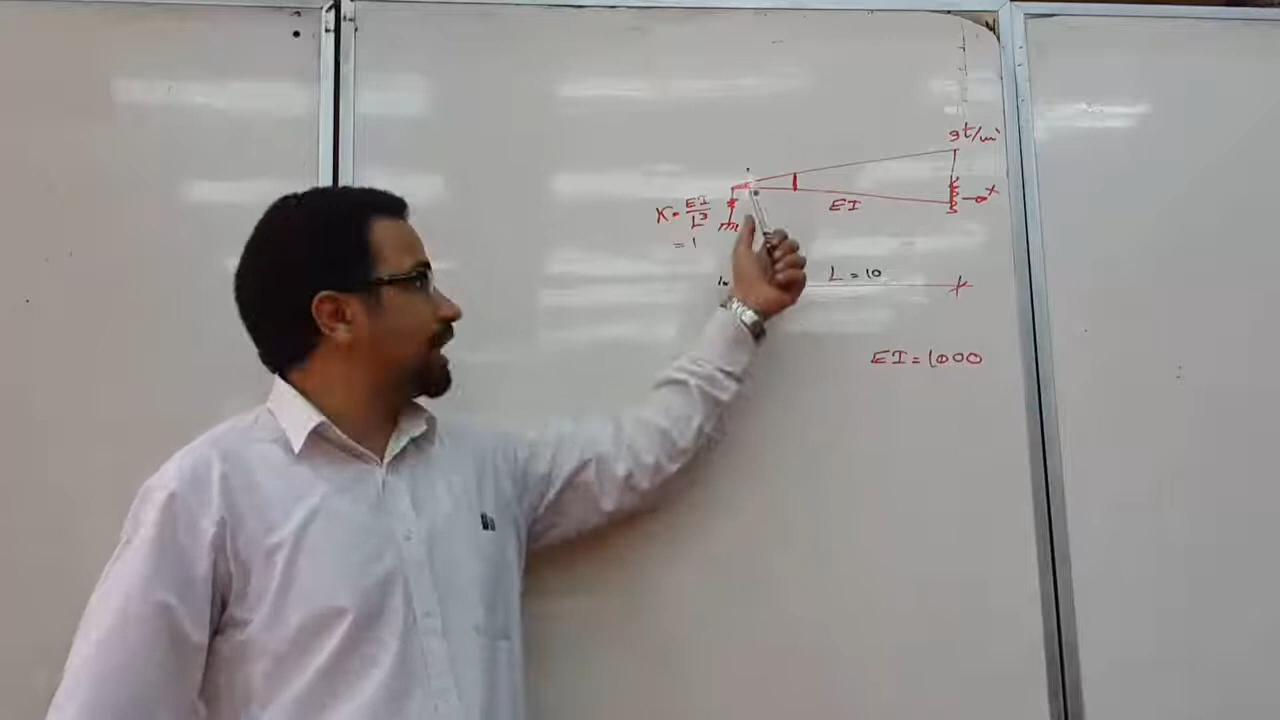 3t/m'
K = EI/L³
= 1
EI
x
L = 10
EI = 1000